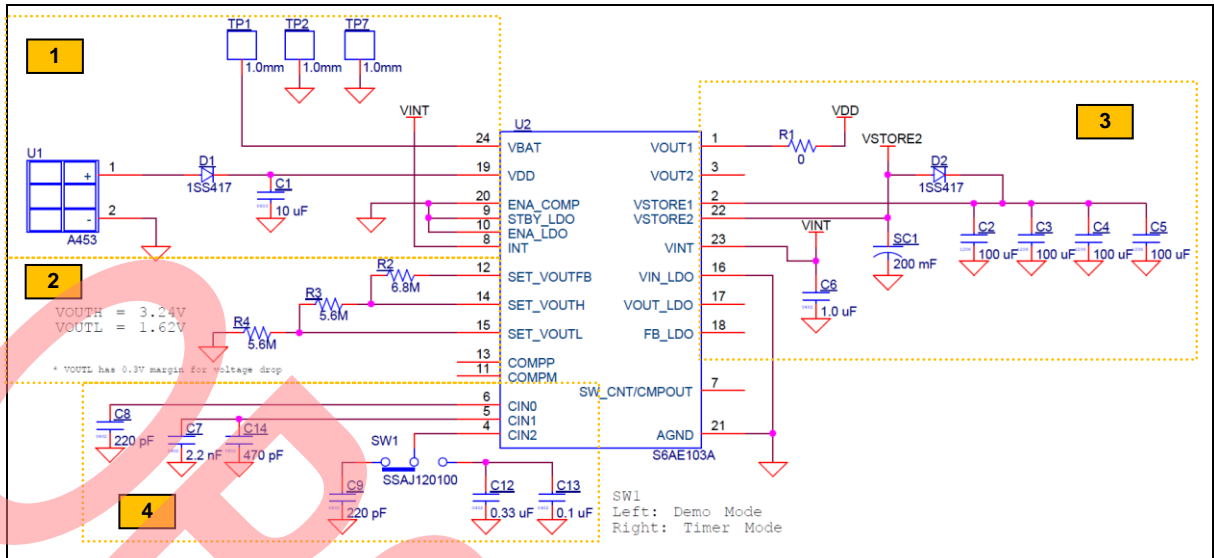 1
TP1
TP2
TP7
1.0mm
1.0mm
1.0mm
VINT
U1
1
+
2
-
A453
D1
1SS417
C1
10 uF
U2
24
VBAT
19
VDD
20
ENA_COMP
9
STBY_LDO
10
ENA_LDO
8
INT
12
SET_VOUTFB
14
SET_VOUTH
15
SET_VOUTL
13
COMPP
11
COMPM
6
CIN0
5
CIN1
4
CIN2
VOUT1
1
VOUT2
3
VSTORE1
2
VSTORE2
22
VINT
23
VIN_LDO
16
VOUT_LDO
17
FB_LDO
18
SW_CNT/CMPOUT
7
AGND
21
S6AE103A
3
R1
0
VDD
VSTORE2
D2
1SS417
VINT
C6
1.0 uF
SC1
200 mF
C2
100 uF
C3
100 uF
C4
100 uF
C5
100 uF
2
VOUTH = 3.24V
VOUTL = 1.62V
* VOUTL has 0.3V margin for voltage drop
R2
6.8M
R3
5.6M
R4
5.6M
4
C8
220 pF
C7
2.2 nF
C14
470 pF
SW1
SSAJ120100
C9
220 pF
C12
0.33 uF
C13
0.1 uF
SW1
Left: Demo Mode
Right: Timer Mode